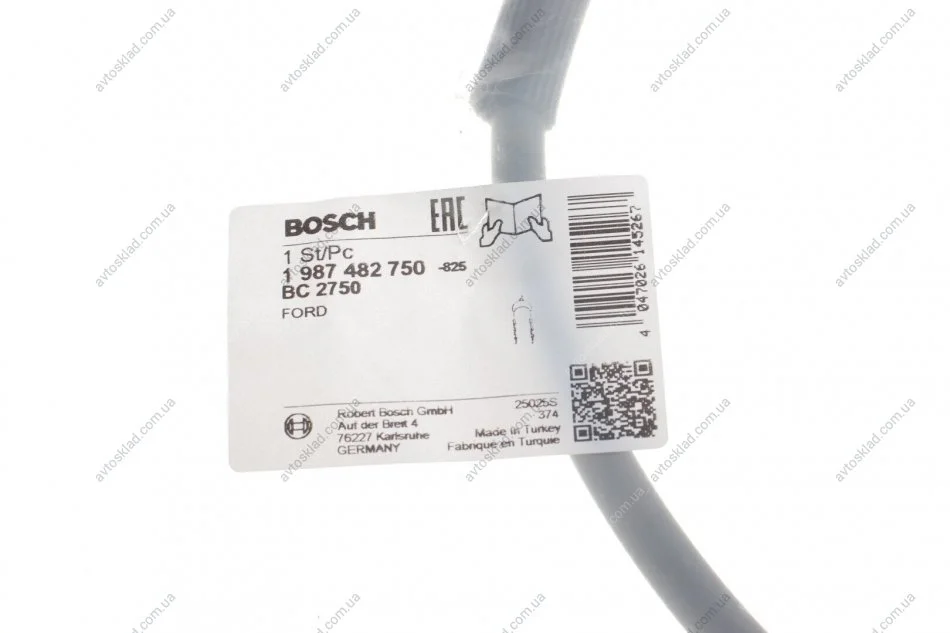 BOSCH EAC
1 St/Pc
1 987 482 750 -825
BC 2750
FORD
4 047026 145267
Robert Bosch GmbH
Auf der Breit 4
76227 Karlsruhe
GERMANY
25025S
374
Made in Turkey
Fabriqué en Turquie
avtosklad.com.ua